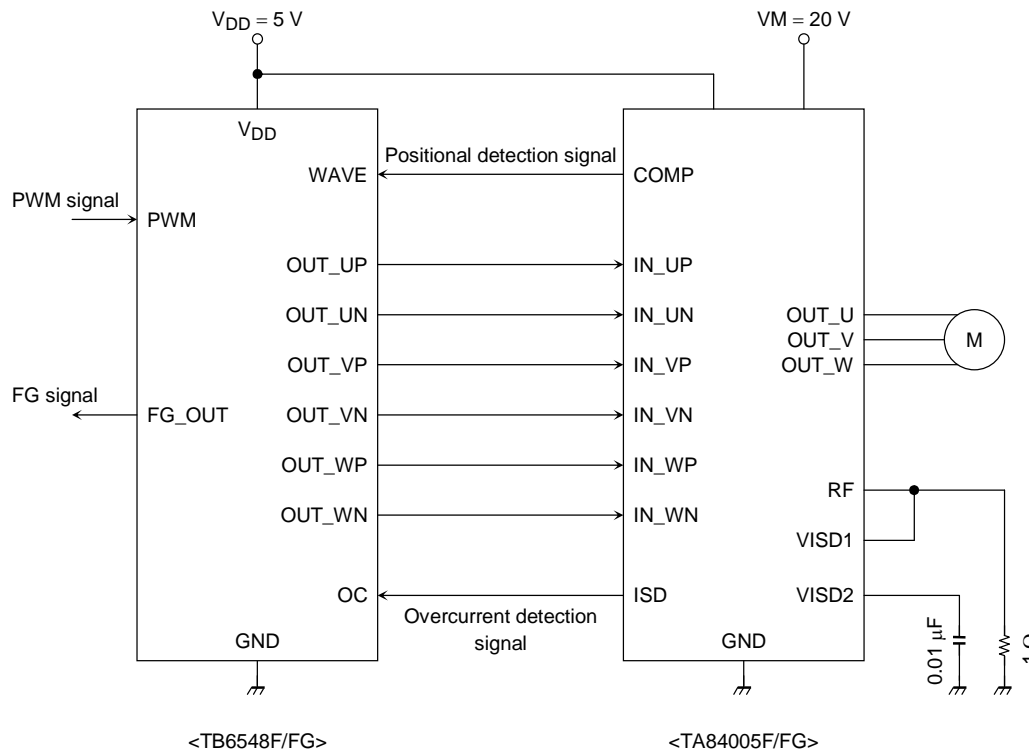 VDD = 5 V
VM = 20 V
VDD
Positional detection signal
WAVE
COMP
PWM signal
PWM
OUT_UP
IN_UP
OUT_UN
IN_UN
OUT_U
OUT_V
M
OUT_VP
IN_VP
OUT_W
FG signal
FG_OUT
OUT_VN
IN_VN
OUT_WP
IN_WP
RF
OUT_WN
IN_WN
VISD1
OC
ISD
VISD2
Overcurrent detection
signal
GND
GND
0.01 µF
<TB6548F/FG>
<TA84005F/FG>